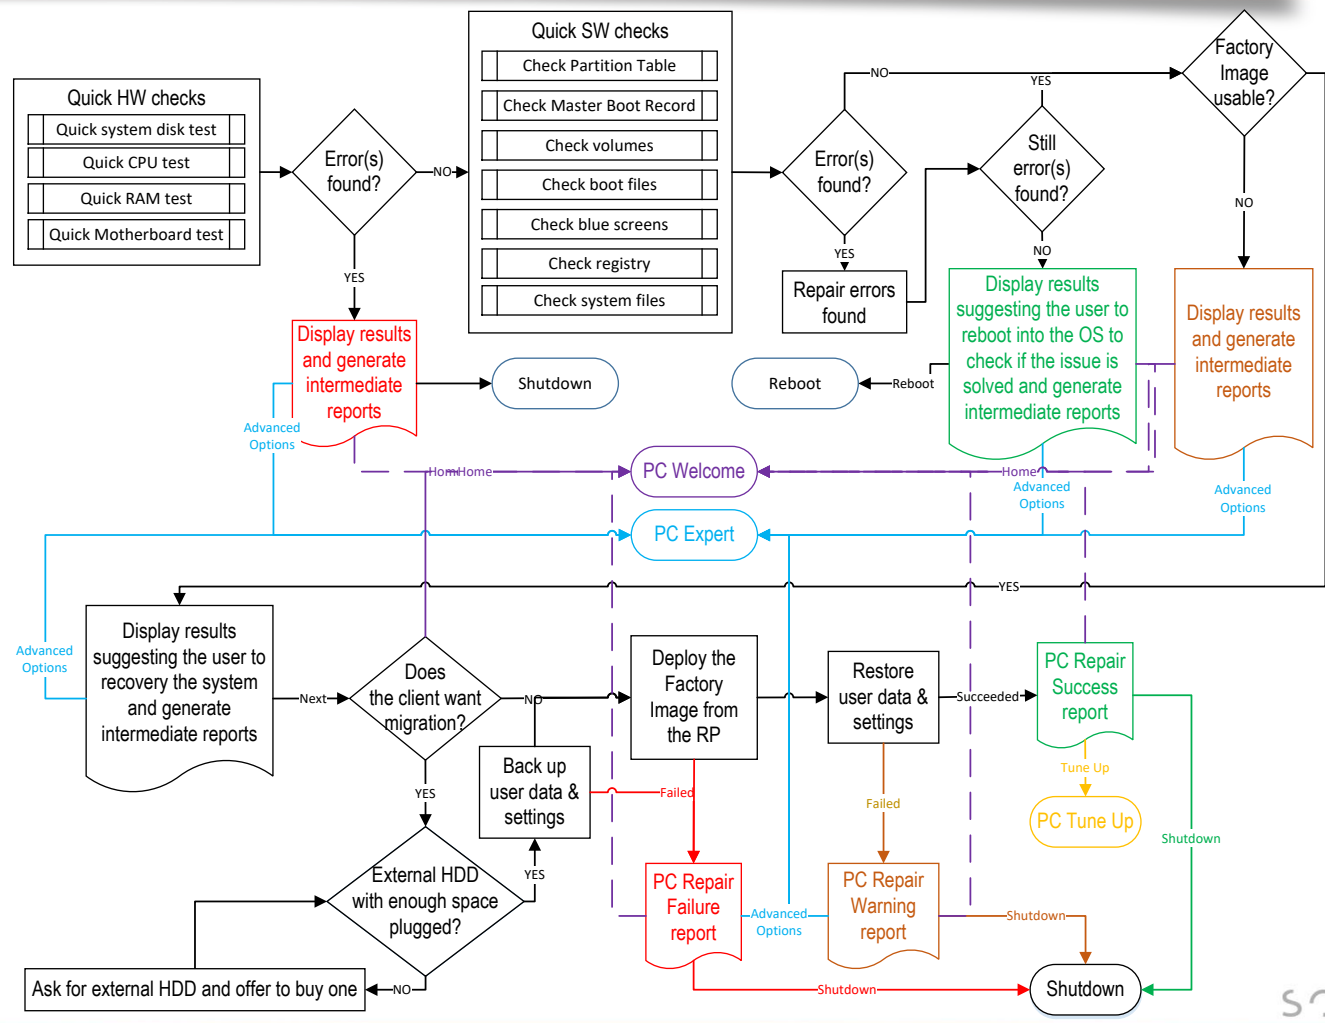 Quick HW checks
Quick system disk test
Quick CPU test
Quick RAM test
Quick Motherboard test
Error(s)
found?
NO
YES
Quick SW checks
Check Partition Table
Check Master Boot Record
Check volumes
Check boot files
Check blue screens
Check registry
Check system files
Error(s)
found?
NO
YES
Repair errors
found
Still
error(s)
found?
YES
NO
Factory
Image
usable?
NO
YES
Display results
and generate
intermediate
reports
Shutdown
Advanced
Options
Home
Display results
suggesting the user to
reboot into the OS to
check if the issue is
solved and generate
intermediate reports
Reboot
Reboot
Home
Advanced
Options
Display results
and generate
intermediate
reports
Advanced
Options
PC Welcome
PC Expert
Display results
suggesting the user to
recovery the system
and generate
intermediate reports
Advanced
Options
Next
Does
the client want
migration?
Home
NO
YES
External HDD
with enough space
plugged?
NO
YES
Ask for external HDD and offer to buy one
Back up
user data &
settings
Failed
Deploy the
Factory
Image from
the RP
Restore
user data &
settings
Succeeded
Failed
PC Repair
Success
report
Tune Up
PC Tune Up
Shutdown
PC Repair
Failure
report
Advanced
Options
PC Repair
Warning
report
Shutdown
Shutdown
Shutdown